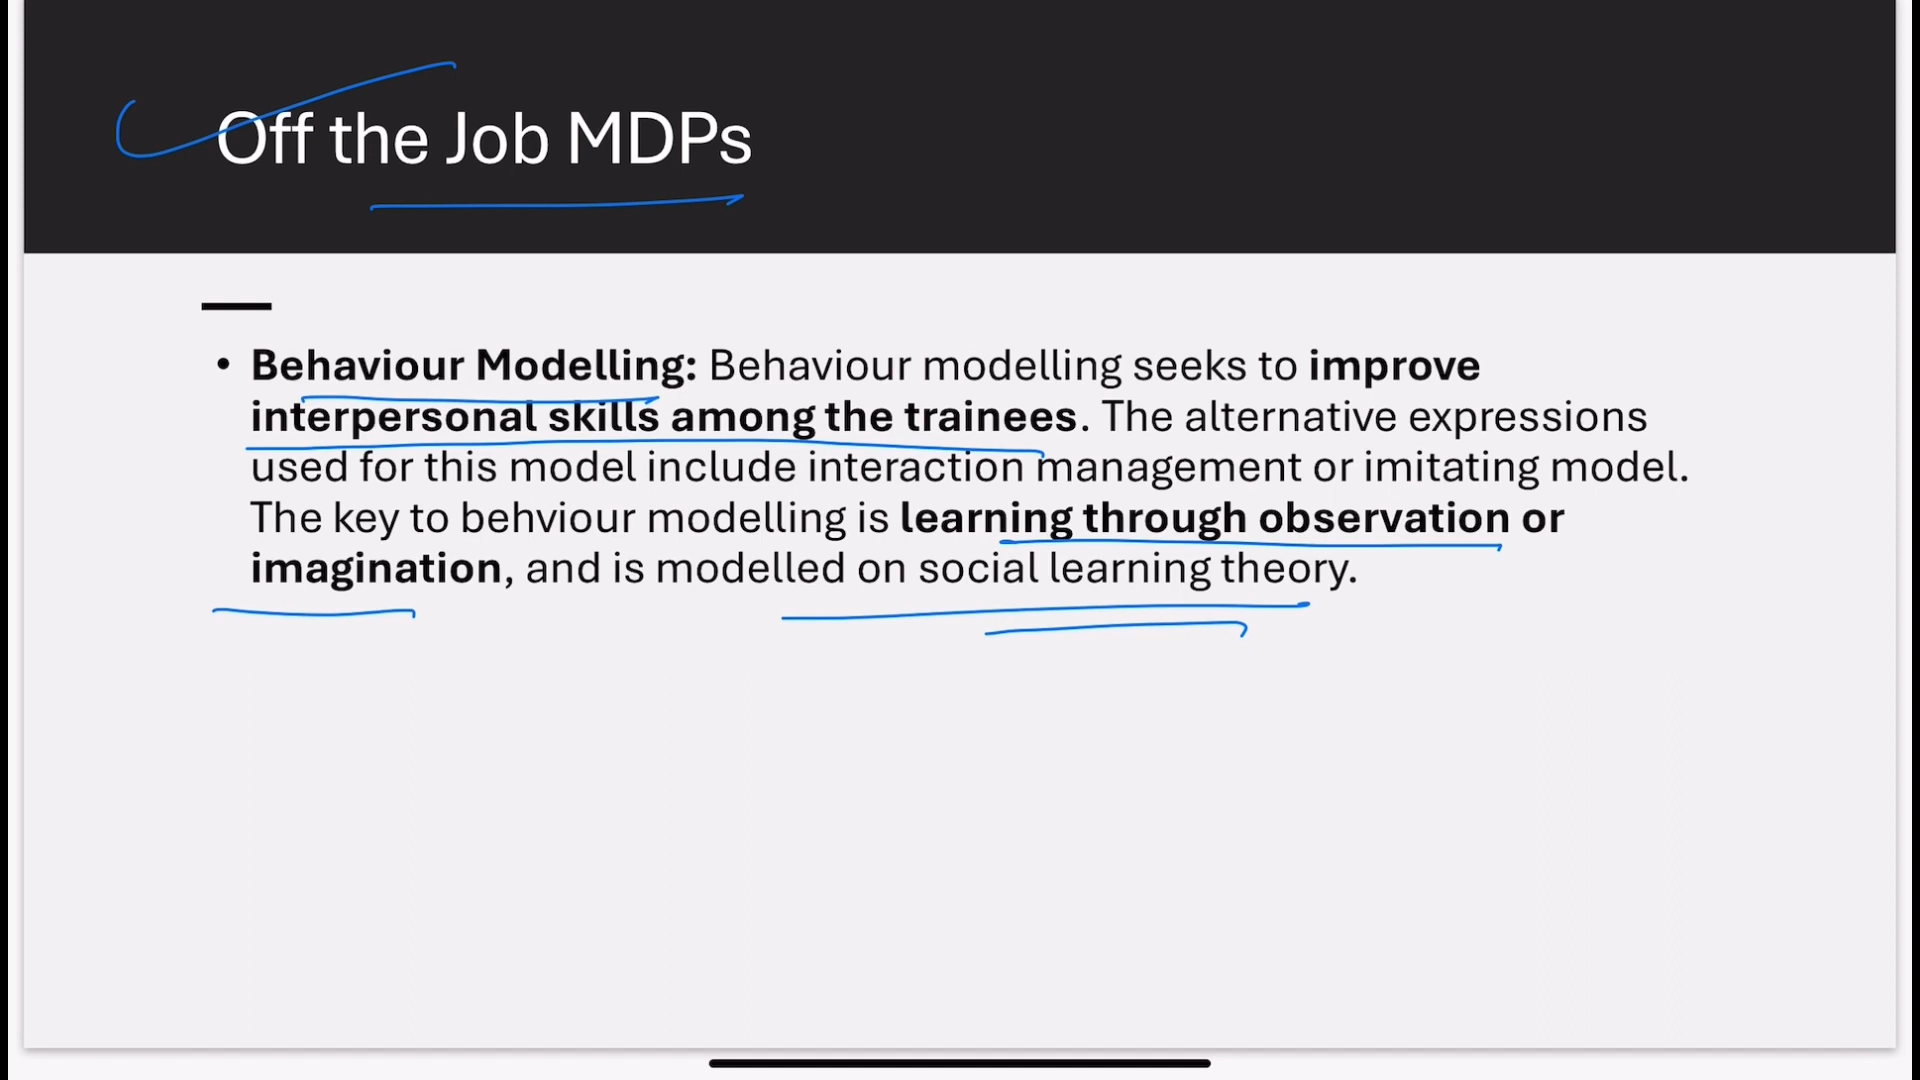 Off the Job MDPs
• Behaviour Modelling: Behaviour modelling seeks to improve
interpersonal skills among the trainees. The alternative expressions
used for this model include interaction management or imitating model.
The key to behviour modelling is learning through observation or
imagination, and is modelled on social learning theory.